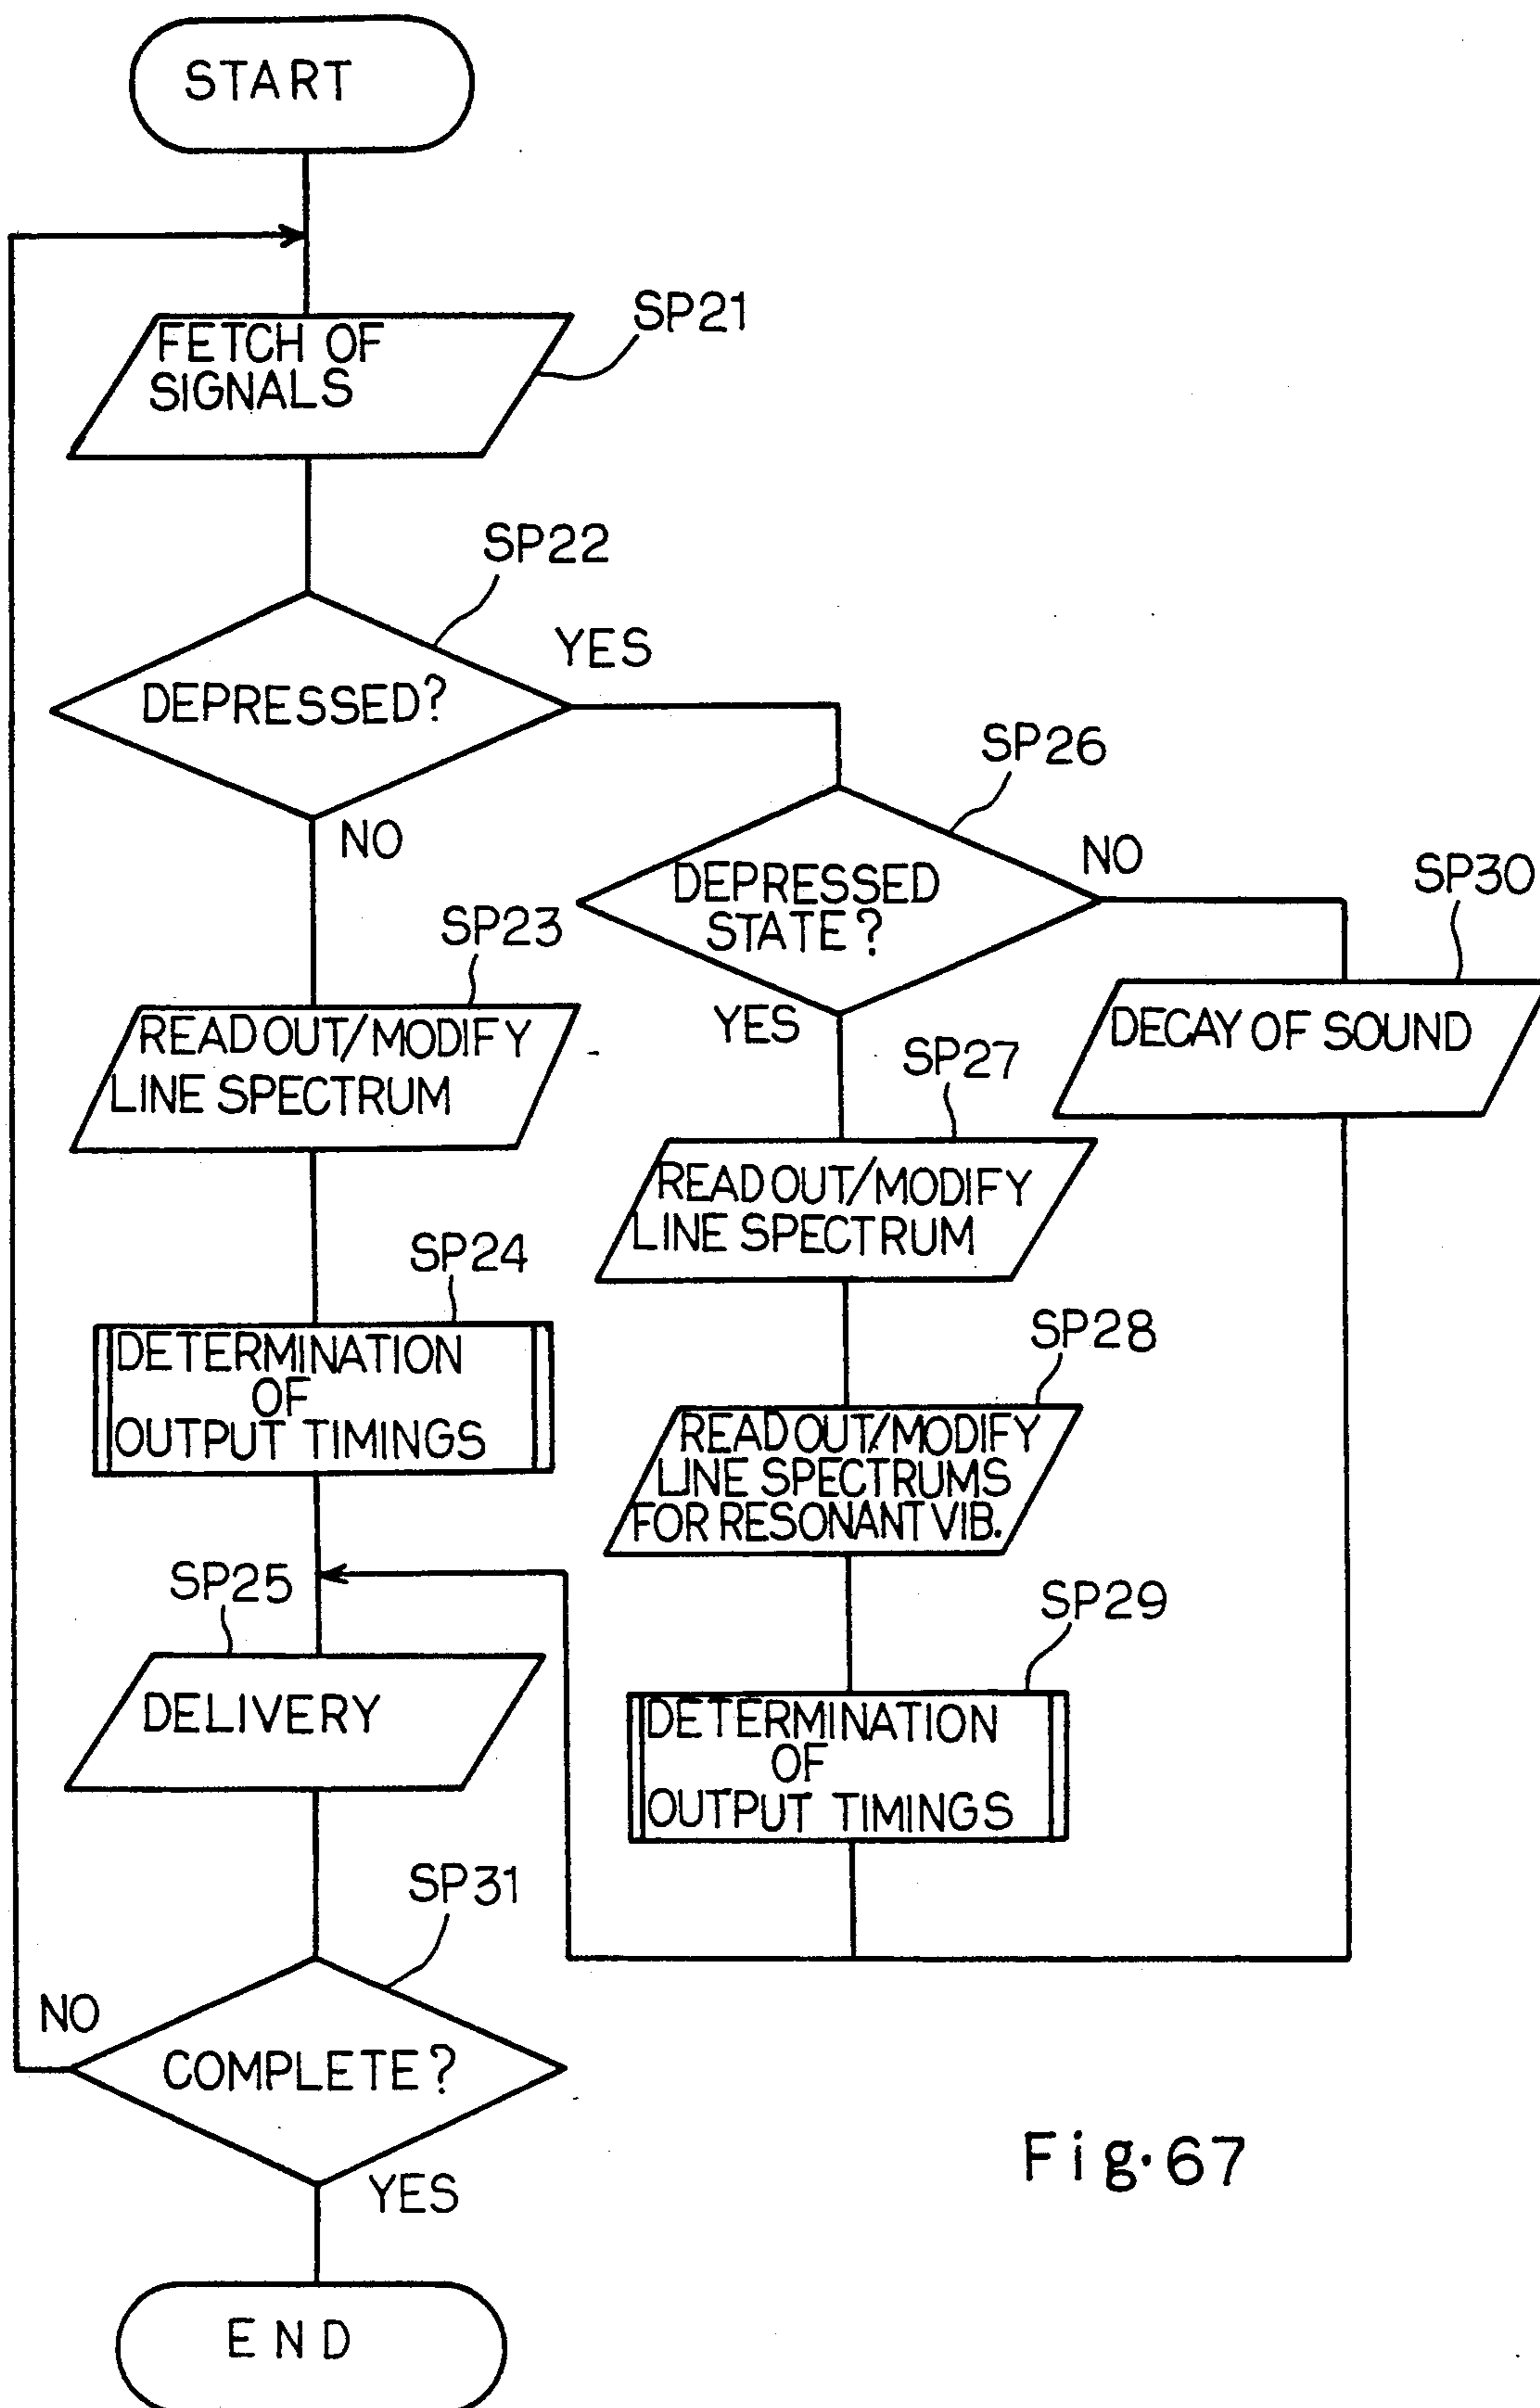 START
SP21
FETCH OF
SIGNALS
SP22
YES
DEPRESSED?
NO
SP26
DEPRESSED
STATE?
NO
YES
SP30
DECAY OF SOUND
SP23
READ OUT/MODIFY
LINE SPECTRUM
SP27
READ OUT/MODIFY
LINE SPECTRUM
SP24
DETERMINATION
OF
OUTPUT TIMINGS
SP28
READ OUT/MODIFY
LINE SPECTRUMS
FOR RESONANT VIB.
SP25
DELIVERY
SP29
DETERMINATION
OF
OUTPUT TIMINGS
SP31
NO
COMPLETE?
YES
END
Fig. 67